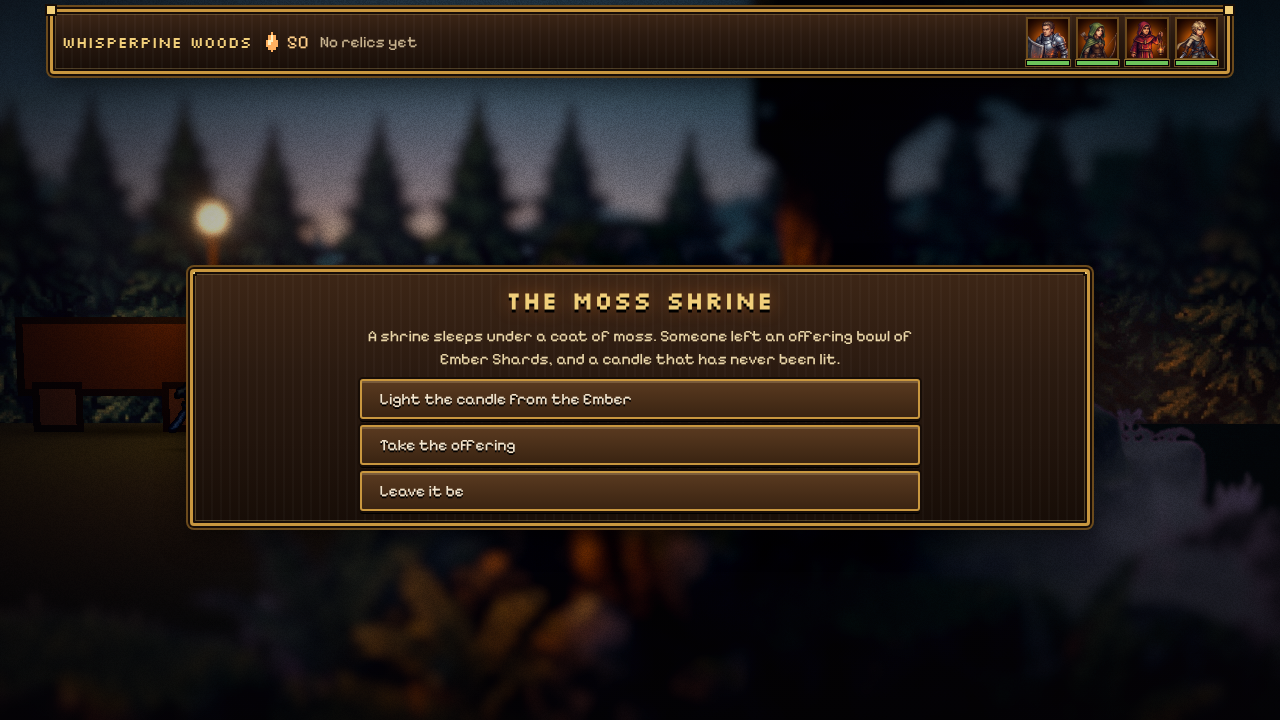 WHISPERPINE WOODS 80 No relics yet
THE MOSS SHRINE
A shrine sleeps under a coat of moss. Someone left an offering bowl of
Ember Shards, and a candle that has never been lit.
Light the candle from the Ember
Take the offering
Leave it be